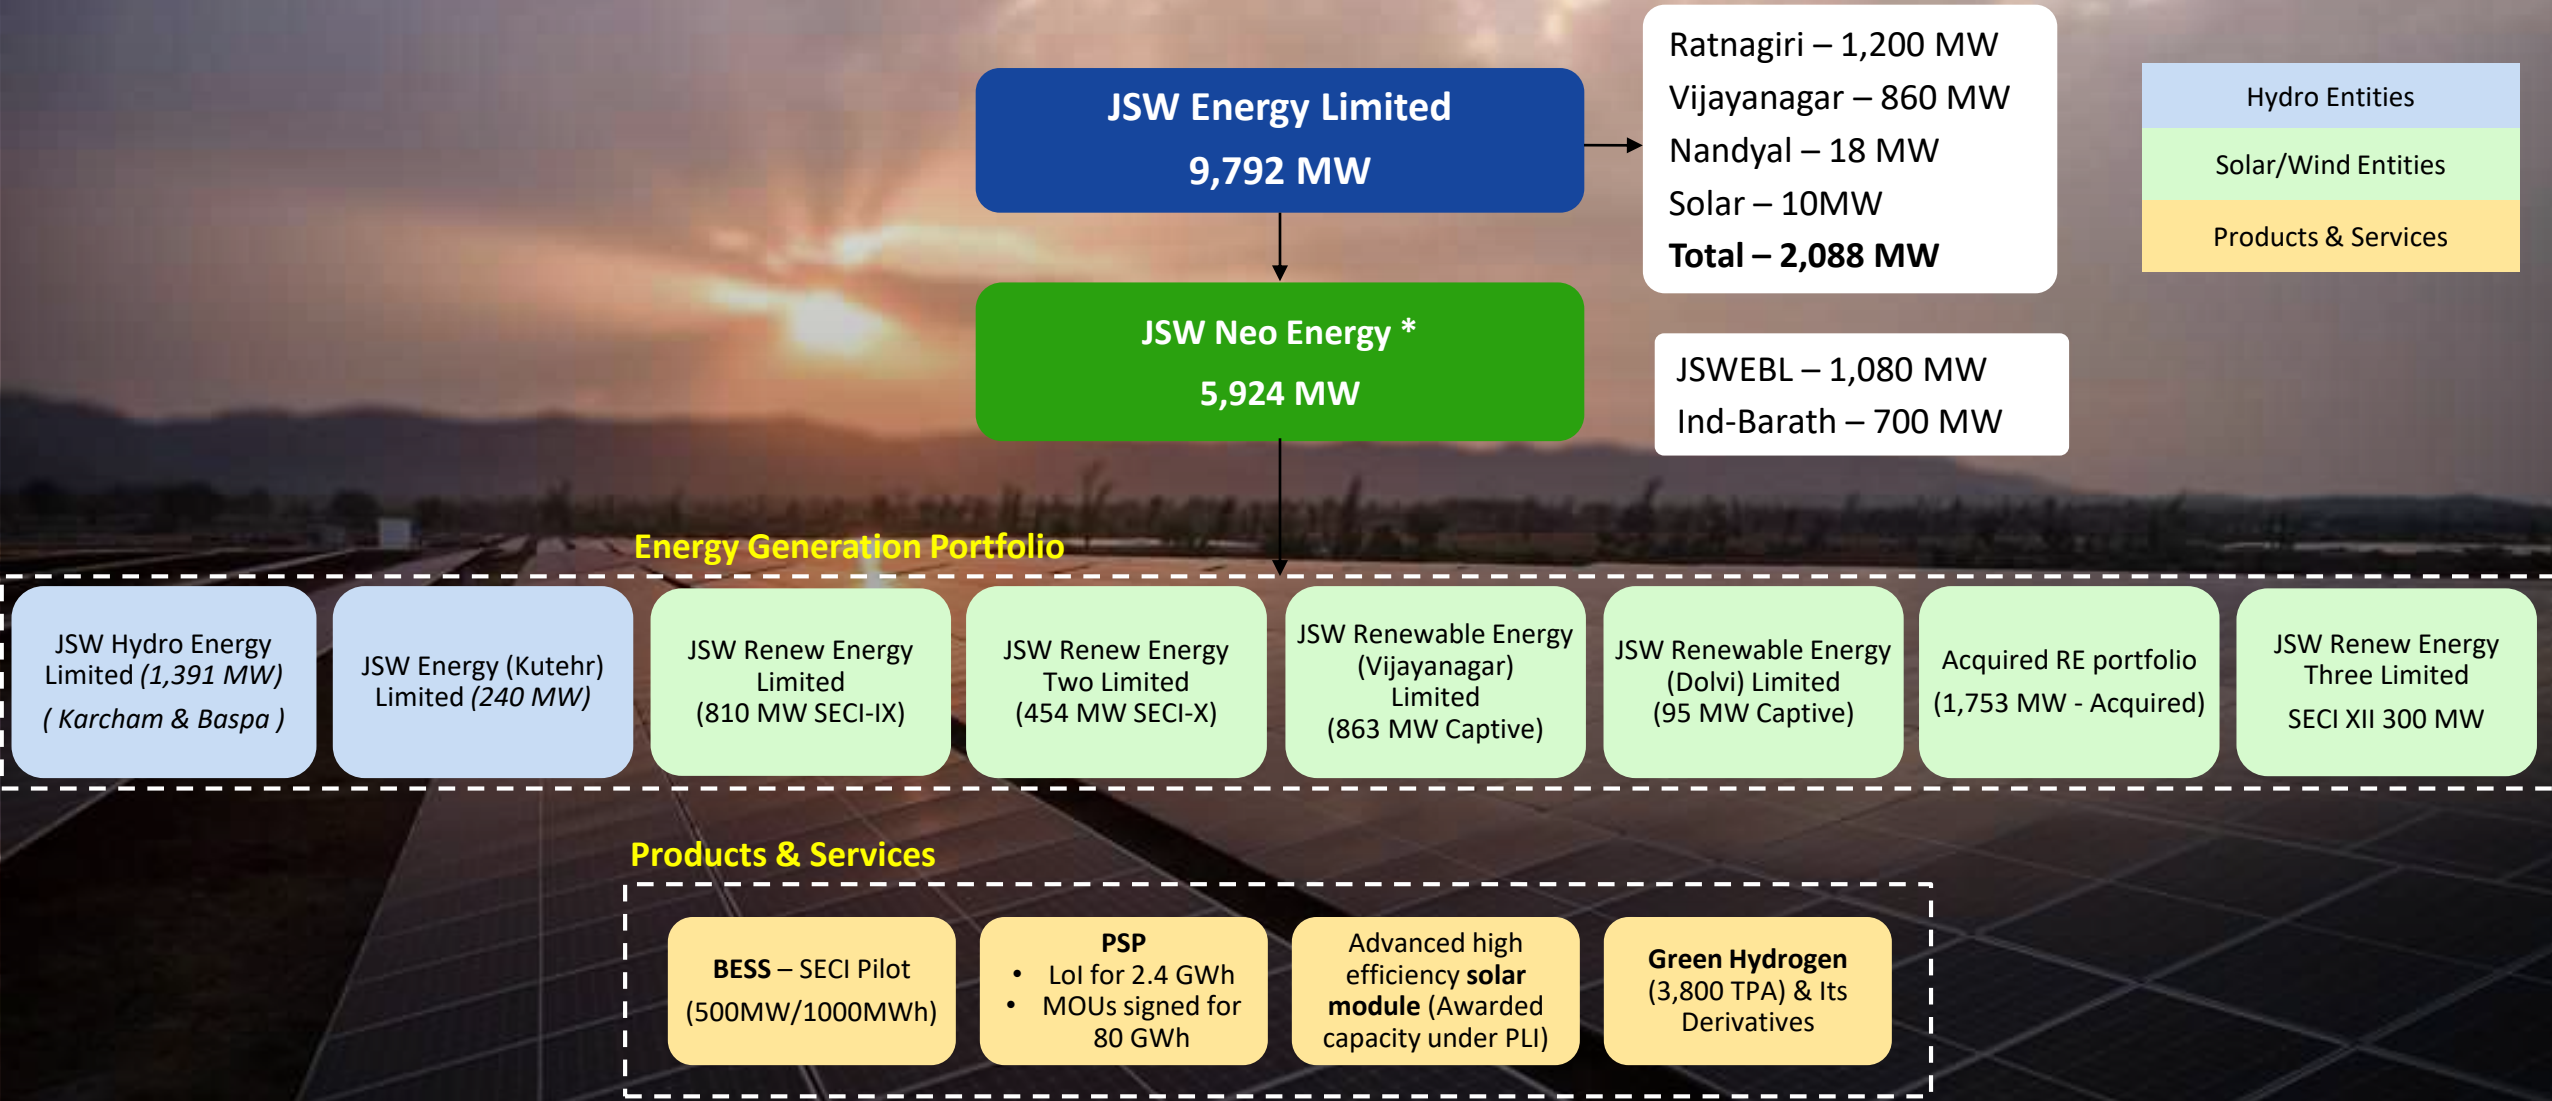 JSW Energy Limited
9,792 MW
Ratnagiri – 1,200 MW
Vijayanagar – 860 MW
Nandyal – 18 MW
Solar – 10MW
Total – 2,088 MW
Hydro Entities
Solar/Wind Entities
Products & Services
JSW Neo Energy *
5,924 MW
JSWEBL – 1,080 MW
Ind-Barath – 700 MW
Energy Generation Portfolio
JSW Hydro Energy
Limited (1,391 MW)
( Karcham & Baspa )
JSW Energy (Kutehr)
Limited (240 MW)
JSW Renew Energy
Limited
(810 MW SECI-IX)
JSW Renew Energy
Two Limited
(454 MW SECI-X)
JSW Renewable Energy
(Vijayanagar)
Limited
(863 MW Captive)
JSW Renewable Energy
(Dolvi) Limited
(95 MW Captive)
Acquired RE portfolio
(1,753 MW - Acquired)
JSW Renew Energy
Three Limited
SECI XII 300 MW
Products & Services
BESS – SECI Pilot
(500MW/1000MWh)
PSP
• LoI for 2.4 GWh
• MOUs signed for
80 GWh
Advanced high
efficiency solar
module (Awarded
capacity under PLI)
Green Hydrogen
(3,800 TPA) & Its
Derivatives